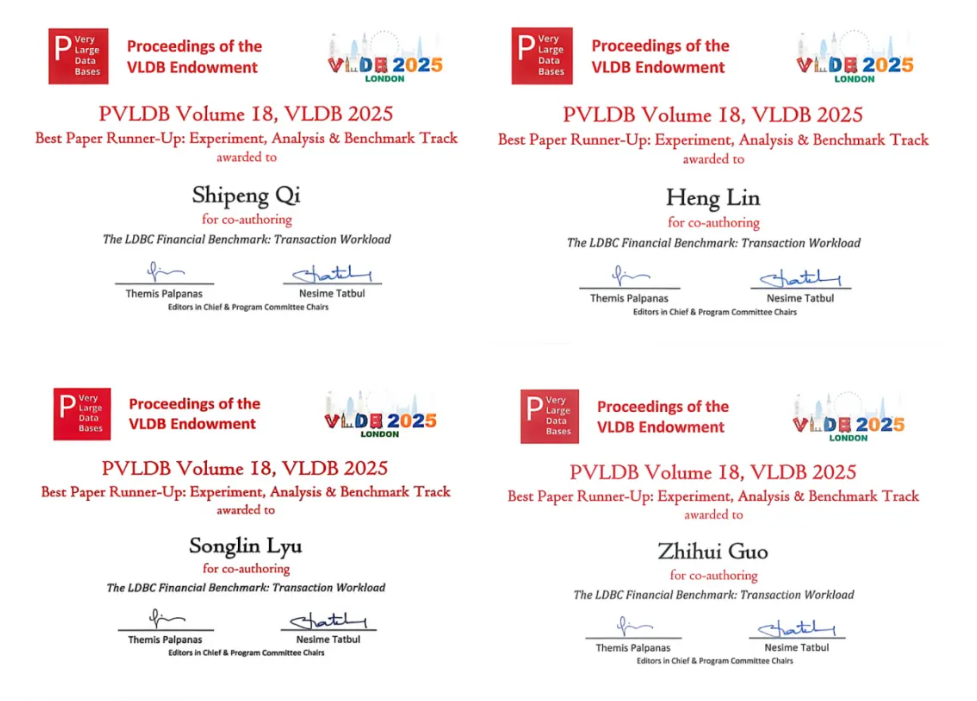 P Very
Large
Data
Bases
Proceedings of the
VLDB Endowment
VLDB 2025
LONDON
PVLDB Volume 18, VLDB 2025
Best Paper Runner-Up: Experiment, Analysis & Benchmark Track
awarded to
Shipeng Qi
for co-authoring
The LDBC Financial Benchmark: Transaction Workload
Themis Palpanas
Nesime Tatbul
Editors in Chief & Program Committee Chairs
P Very
Large
Data
Bases
Proceedings of the
VLDB Endowment
VLDB 2025
LONDON
PVLDB Volume 18, VLDB 2025
Best Paper Runner-Up: Experiment, Analysis & Benchmark Track
awarded to
Heng Lin
for co-authoring
The LDBC Financial Benchmark: Transaction Workload
Themis Palpanas
Nesime Tatbul
Editors in Chief & Program Committee Chairs
P Very
Large
Data
Bases
Proceedings of the
VLDB Endowment
VLDB 2025
LONDON
PVLDB Volume 18, VLDB 2025
Best Paper Runner-Up: Experiment, Analysis & Benchmark Track
awarded to
Songlin Lyu
for co-authoring
The LDBC Financial Benchmark: Transaction Workload
Themis Palpanas
Nesime Tatbul
Editors in Chief & Program Committee Chairs
P Very
Large
Data
Bases
Proceedings of the
VLDB Endowment
VLDB 2025
LONDON
PVLDB Volume 18, VLDB 2025
Best Paper Runner-Up: Experiment, Analysis & Benchmark Track
awarded to
Zhihui Guo
for co-authoring
The LDBC Financial Benchmark: Transaction Workload
Themis Palpanas
Nesime Tatbul
Editors in Chief & Program Committee Chairs